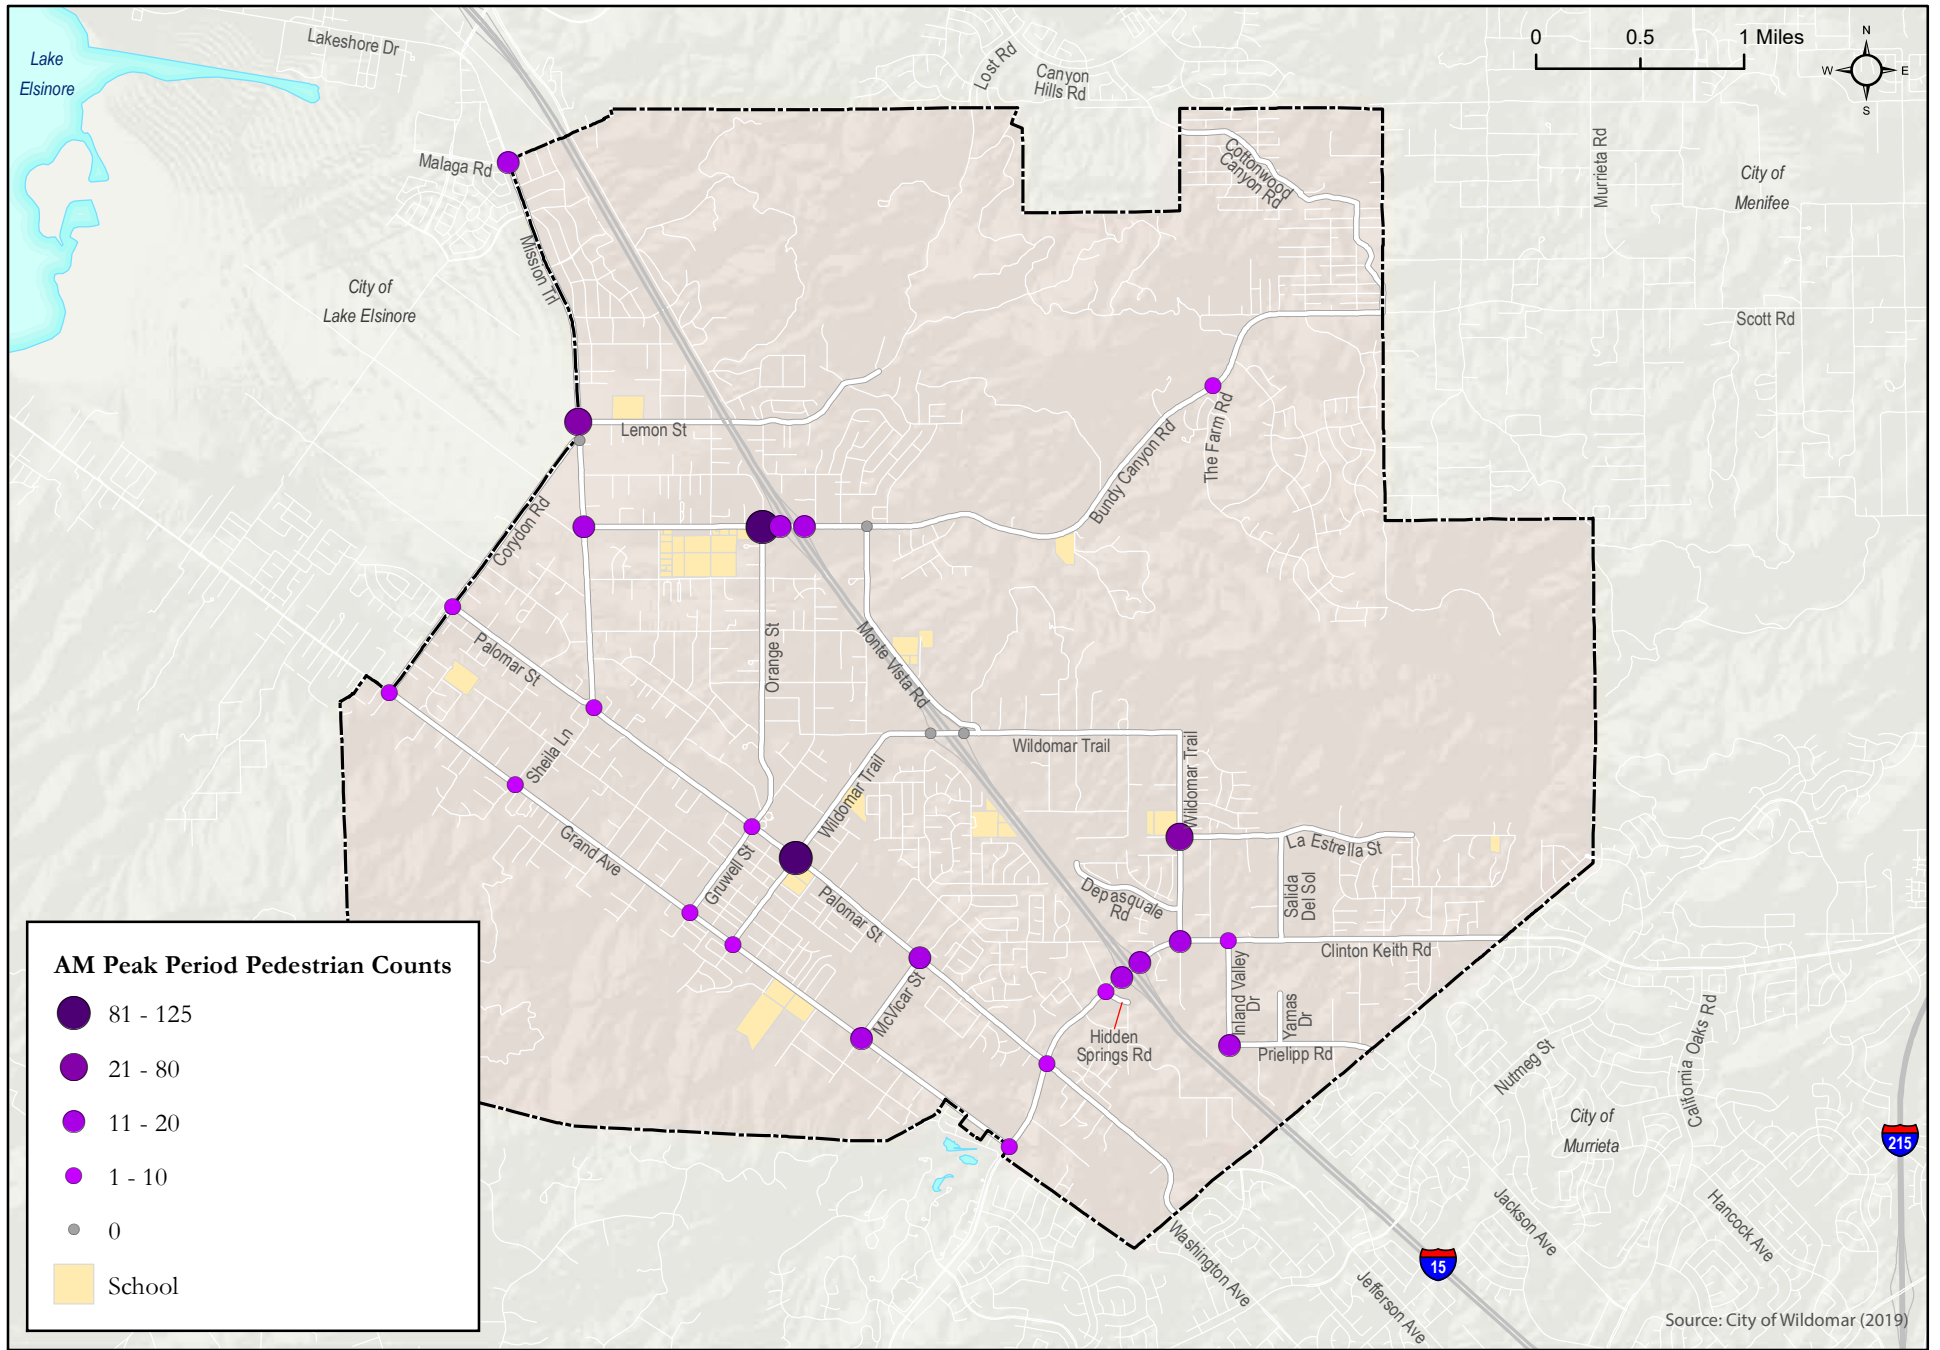 Lake
Elsinore
Lakeshore Dr
Lost Rd
Canyon
Hills Rd
0 0.5 1 Miles
N
W E
S
Malaga Rd
Cottonwood
Canyon Rd
Murrieta Rd
City of
Menifee
Mission Trl
City of
Lake Elsinore
Scott Rd
Lemon St
The Farm Rd
Bundy Canyon Rd
Corydon Rd
Palomar St
Orange St
Monte Vista Rd
Sheila Ln
Wildomar Trail
Wildomar Trail
Wildomar Trail
Grand Ave
Gruwell St
La Estrella St
Depasquale
Rd
Salida
Del Sol
Palomar St
Clinton Keith Rd
McVicar St
Inland Valley
Dr
Yamas
Dr
Hidden
Springs Rd
Prielipp Rd
Nutmeg St
California Oaks Rd
City of
Murrieta
215
Jackson Ave
Hancock Ave
Washington Ave
15
Jefferson Ave
AM Peak Period Pedestrian Counts
81 - 125
21 - 80
11 - 20
1 - 10
0
School
Source: City of Wildomar (2019)